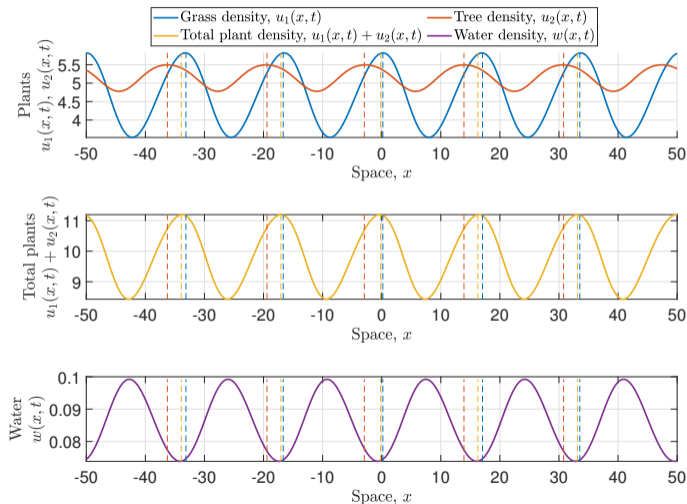 Grass density, u₁(x, t) Tree density, u₂(x, t)
Total plant density, u₁(x, t) + u₂(x, t) Water density, w(x, t)
Plants
u₁(x, t), u₂(x, t)
5.5
5
4.5
4
-50 -40 -30 -20 -10 0 10 20 30 40 50
Space, x
Total plants
u₁(x, t) + u₂(x, t)
11
10
9
-50 -40 -30 -20 -10 0 10 20 30 40 50
Space, x
Water
w(x, t)
0.1
0.09
0.08
-50 -40 -30 -20 -10 0 10 20 30 40 50
Space, x